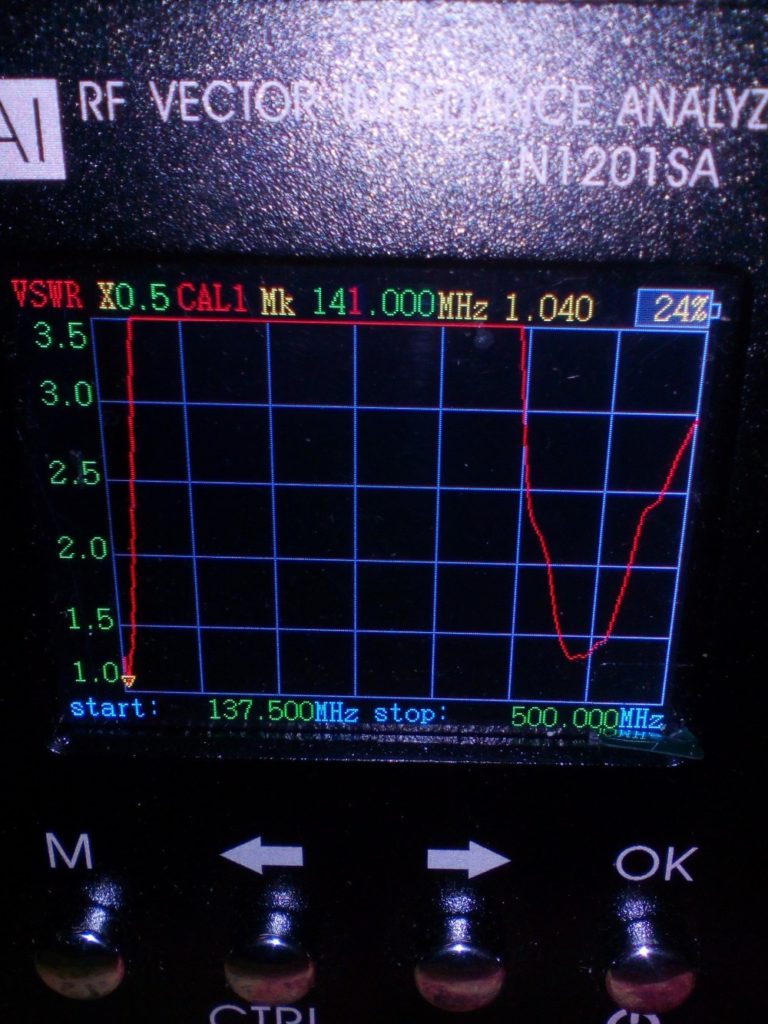 AI RF VECTOR IMPEDANCE ANALYZ
N1201SA
VSWR X0.5 CAL1 Mk 141.000MHz 1.040 24%
3.5
3.0
2.5
2.0
1.5
1.0
start: 137.500MHz stop: 500.000MHz
M OK
CTRL